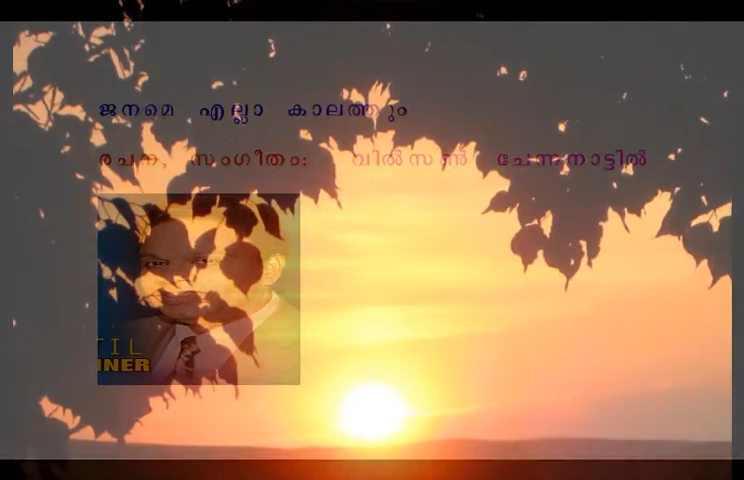 ജനമെ എല്ലാ കാലത്തും
രചന, സംഗീതം: വിൽസൺ ചേന്നനാട്ടിൽ
TIL
INER